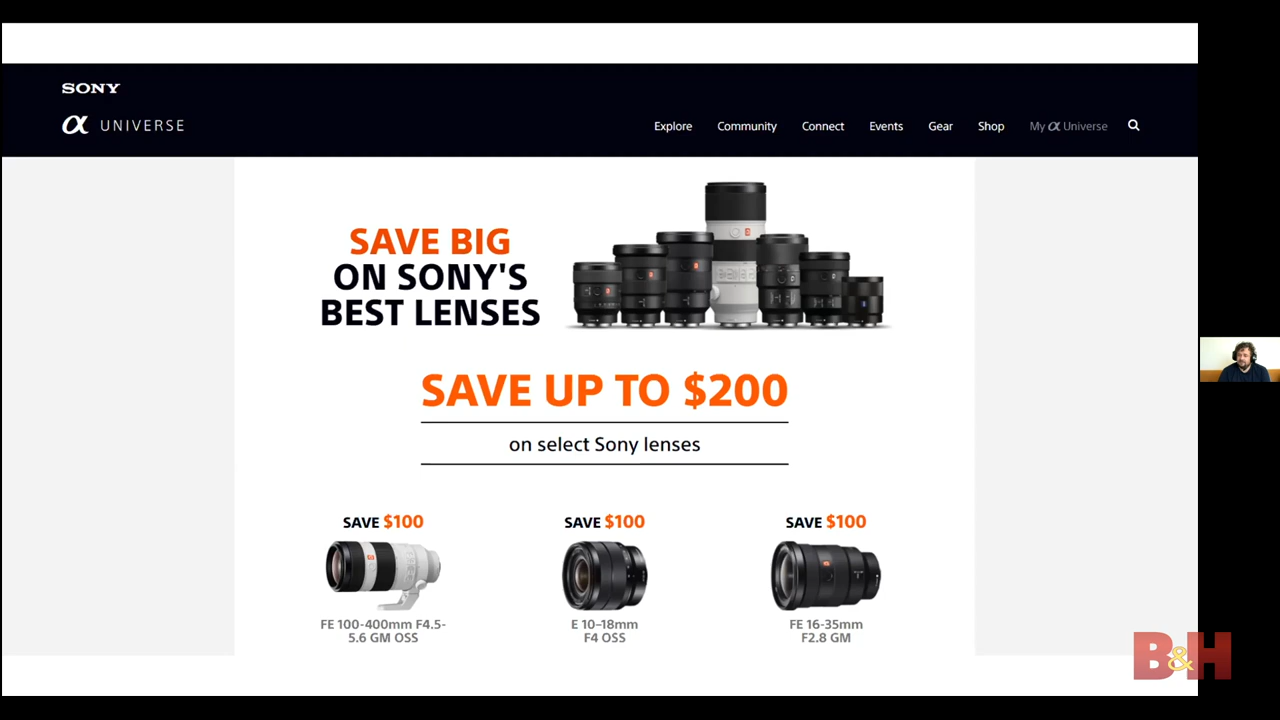 SONY
α UNIVERSE
Explore Community Connect Events Gear Shop My α Universe
SAVE BIG
ON SONY'S
BEST LENSES
SAVE UP TO $200
on select Sony lenses
SAVE $100
FE 100-400mm F4.5-
5.6 GM OSS
SAVE $100
E 10–18mm
F4 OSS
SAVE $100
FE 16-35mm
F2.8 GM
B&H